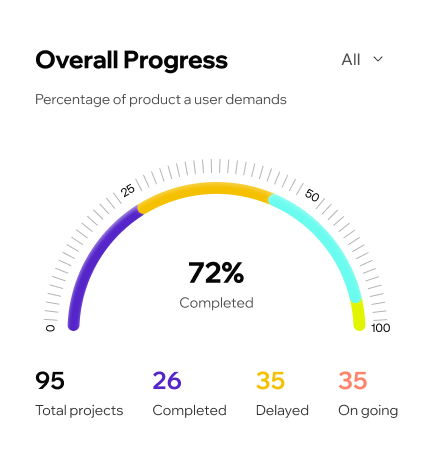 Overall Progress
All
Percentage of product a user demands
25
50
72%
Completed
0
100
95
26
35
35
Total projects
Completed
Delayed
On going